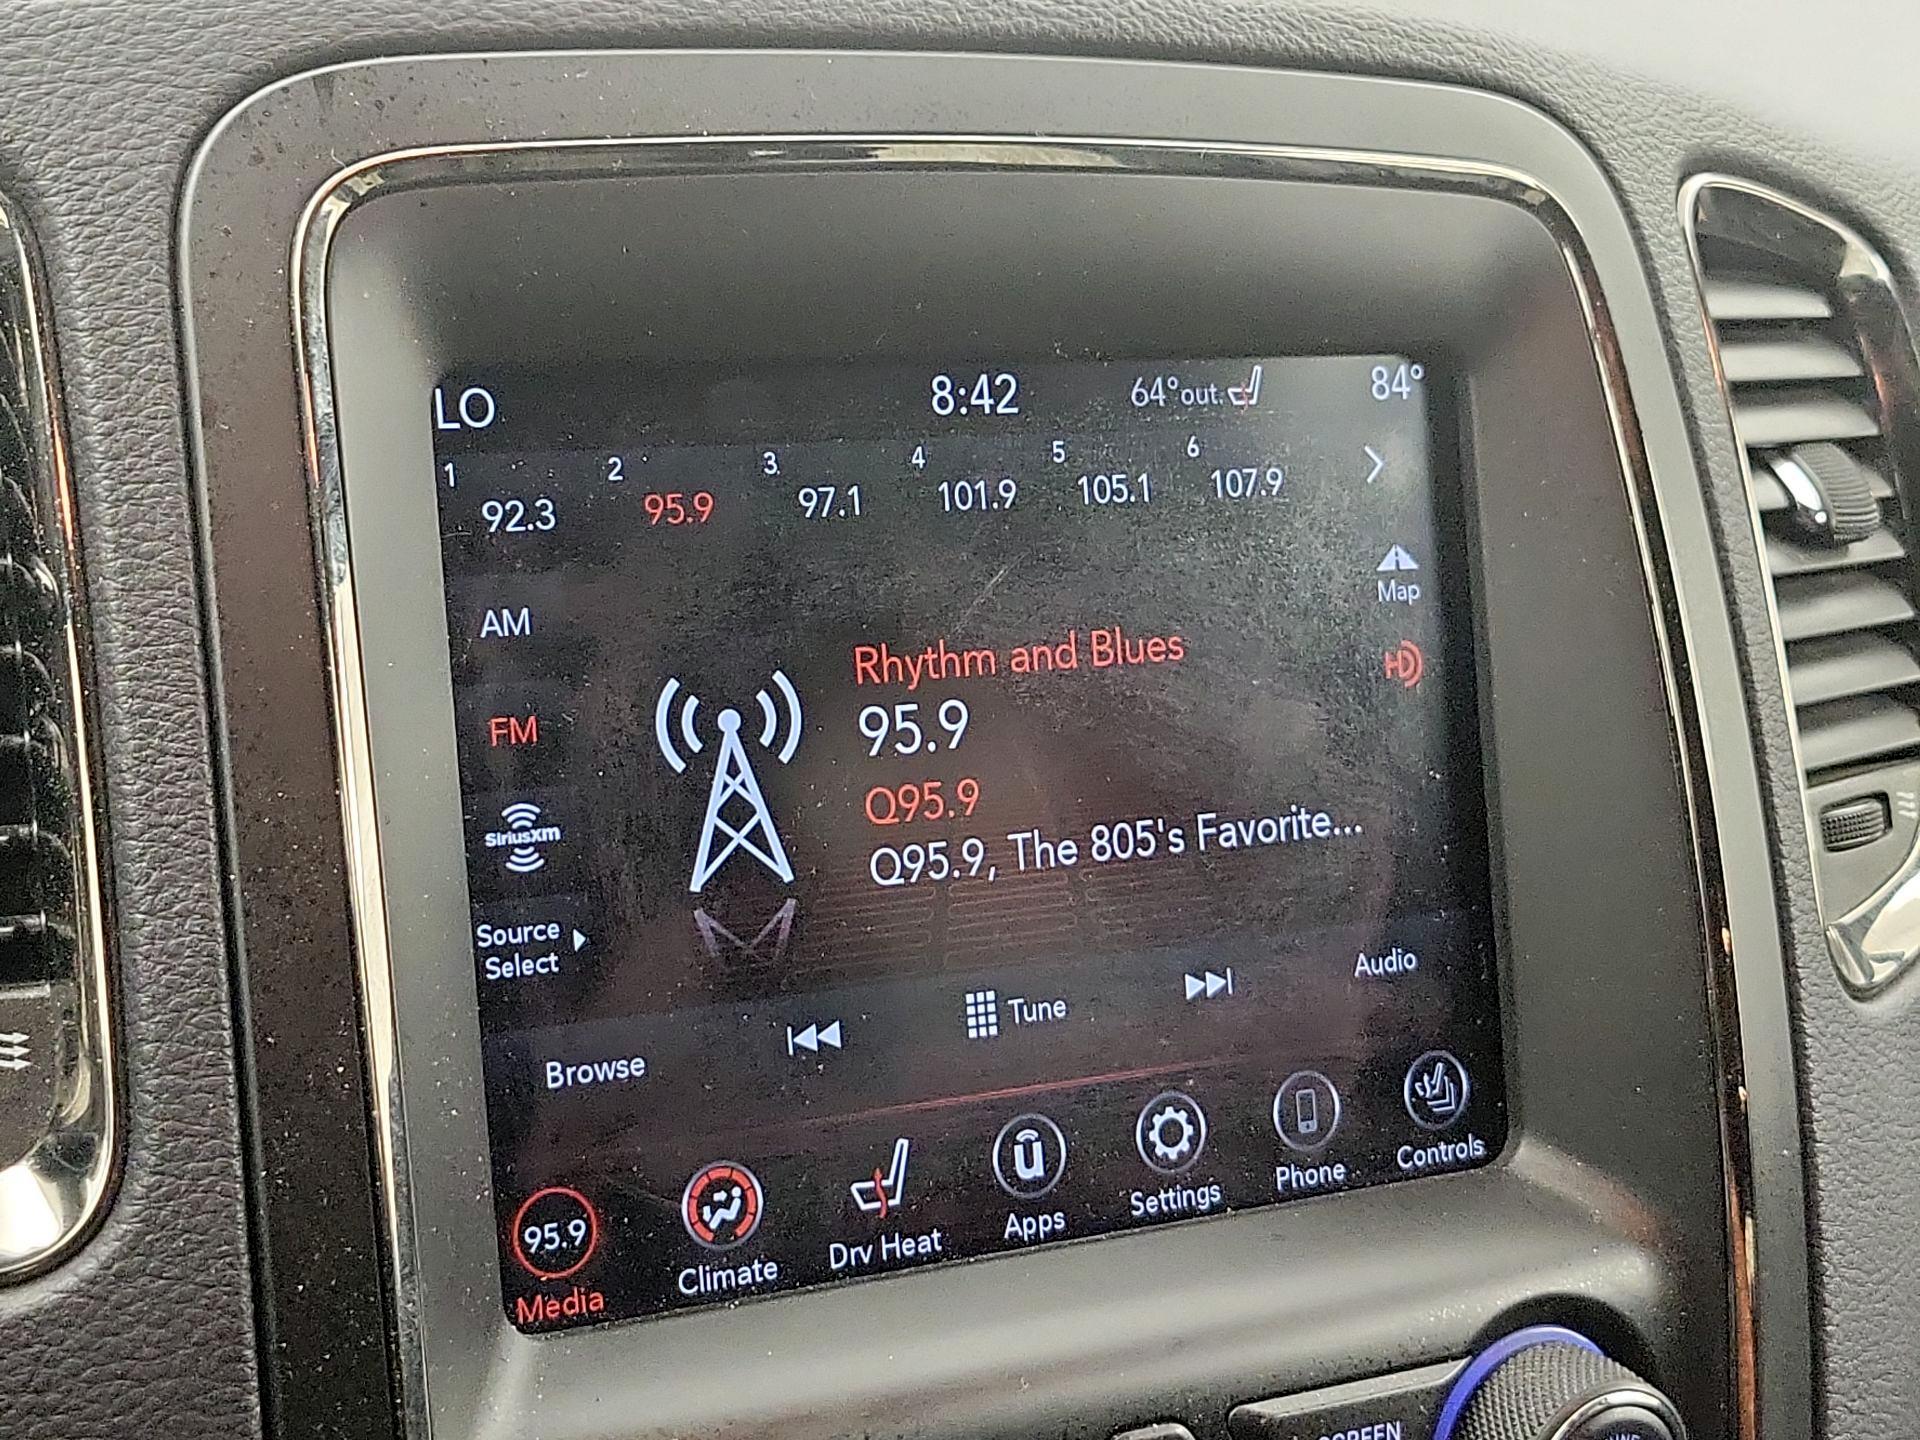 LO 8:42 64°out. 84°
1 92.3 2 95.9 3 97.1 4 101.9 5 105.1 6 107.9
AM
Map
Rhythm and Blues
FM
95.9
Q95.9
SiriusXm
Q95.9, The 805's Favorite...
Source
Select
Browse Tune Audio
95.9
Media Climate Drv Heat Apps Settings Phone Controls
SCREEN